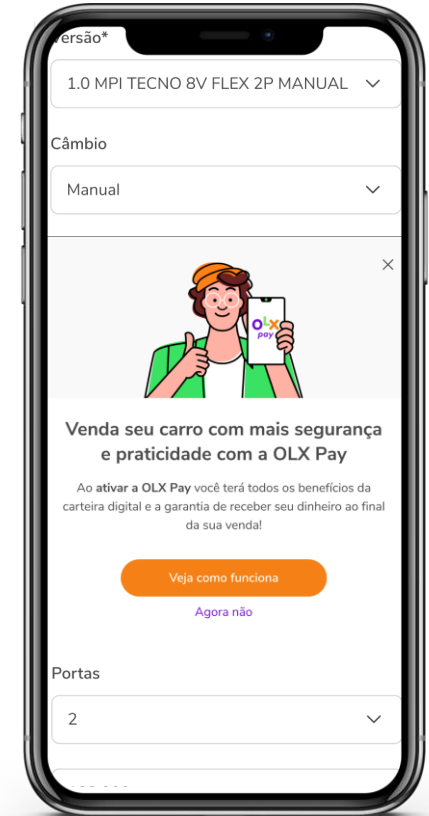 Versão*
1.0 MPI TECNO 8V FLEX 2P MANUAL
Câmbio
Manual
OLX
pay
Venda seu carro com mais segurança
e praticidade com a OLX Pay
Ao ativar a OLX Pay você terá todos os benefícios da
carteira digital e a garantia de receber seu dinheiro ao final
da sua venda!
Veja como funciona
Agora não
Portas
2